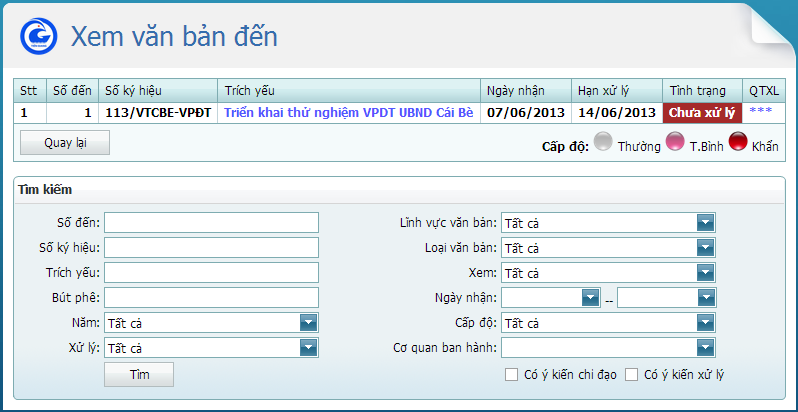 Xem văn bản đến
Stt Số đến Số ký hiệu Trích yếu Ngày nhận Hạn xử lý Tình trạng QTXL
1 1 113/VTCBE-VPĐT Triển khai thử nghiệm VPDT UBND Cái Bè 07/06/2013 14/06/2013 Chưa xử lý ***
Quay lại Cấp độ: Thường T.Bình Khẩn
Tìm kiếm
Số đến: Lĩnh vực văn bản: Tất cả
Số ký hiệu: Loại văn bản: Tất cả
Trích yếu: Xem: Tất cả
Bút phê: Ngày nhận: --
Năm: Tất cả Cấp độ: Tất cả
Xử lý: Tất cả Cơ quan ban hành:
Tìm Có ý kiến chỉ đạo Có ý kiến xử lý